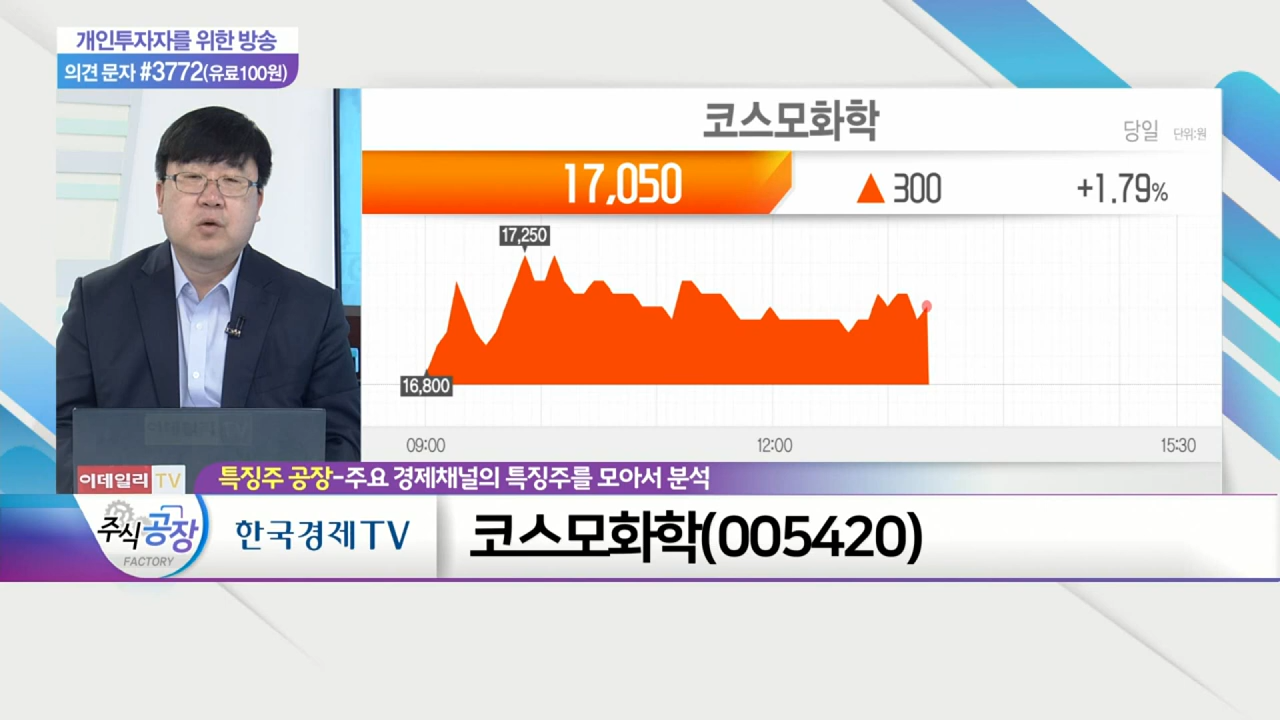 개인투자자를 위한 방송
의견 문자 #3772(유료100원)
코스모화학
당일 단위:원
17,050 ▲ 300 +1.79%
17,250
16,800
09:00 12:00 15:30
이데일리 TV
특징주 공장-주요 경제채널의 특징주를 모아서 분석
주식공장
FACTORY
한국경제TV
코스모화학(005420)